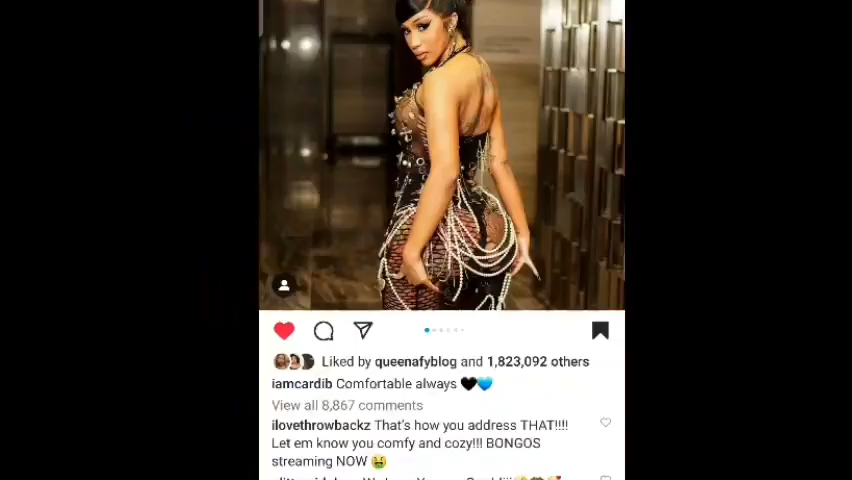 Liked by queenafyblog and 1,823,092 others
iamcardib Comfortable always 🖤💙
View all 8,867 comments
ilovethrowbackz That's how you address THAT!!!!
Let em know you comfy and cozy!!! BONGOS
streaming NOW 🤮